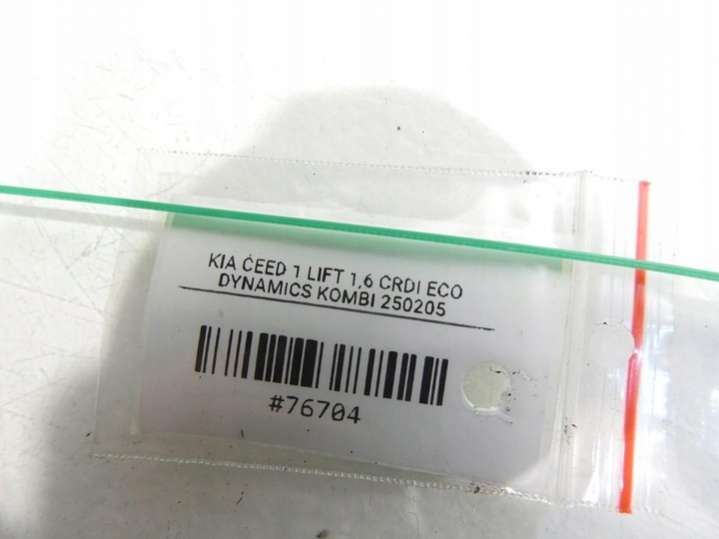 KIA CEED 1 LIFT 1,6 CRDI ECO
DYNAMICS KOMBI 250205
#76704